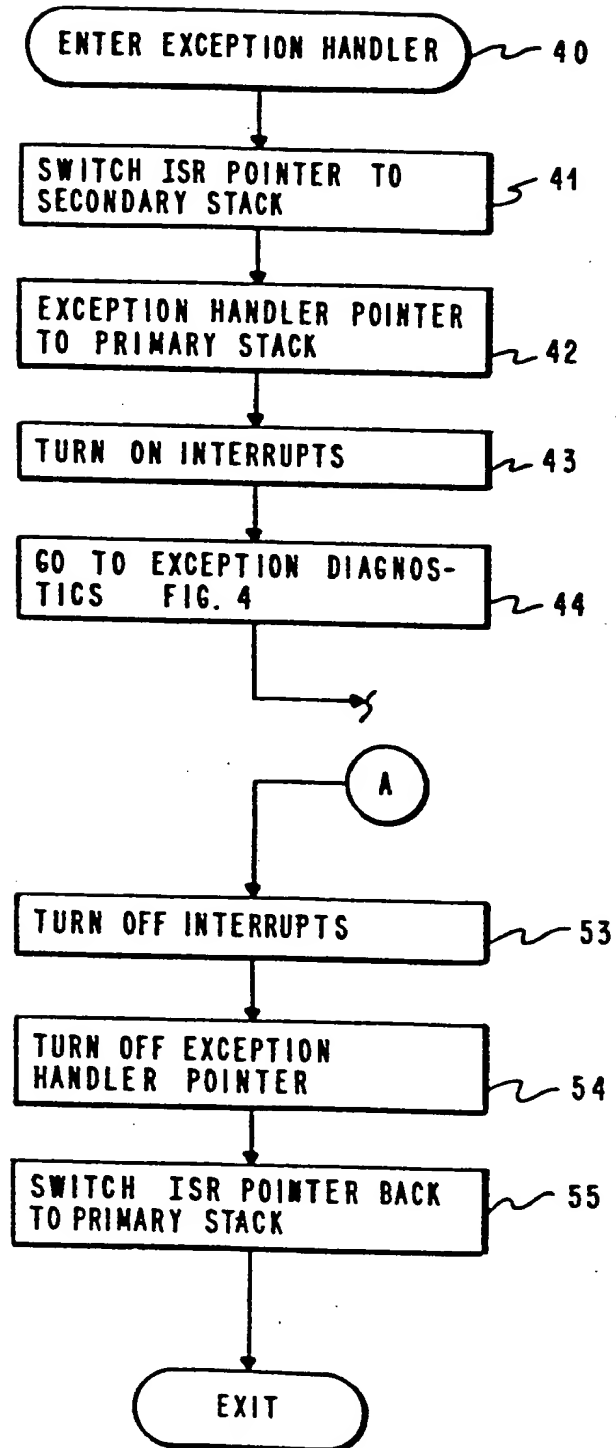 ENTER EXCEPTION HANDLER 40
SWITCH ISR POINTER TO
SECONDARY STACK
41
EXCEPTION HANDLER POINTER
TO PRIMARY STACK
42
TURN ON INTERRUPTS 43
GO TO EXCEPTION DIAGNOS-
TICS FIG. 4
44
A
TURN OFF INTERRUPTS 53
TURN OFF EXCEPTION
HANDLER POINTER
54
SWITCH ISR POINTER BACK
TO PRIMARY STACK
55
EXIT